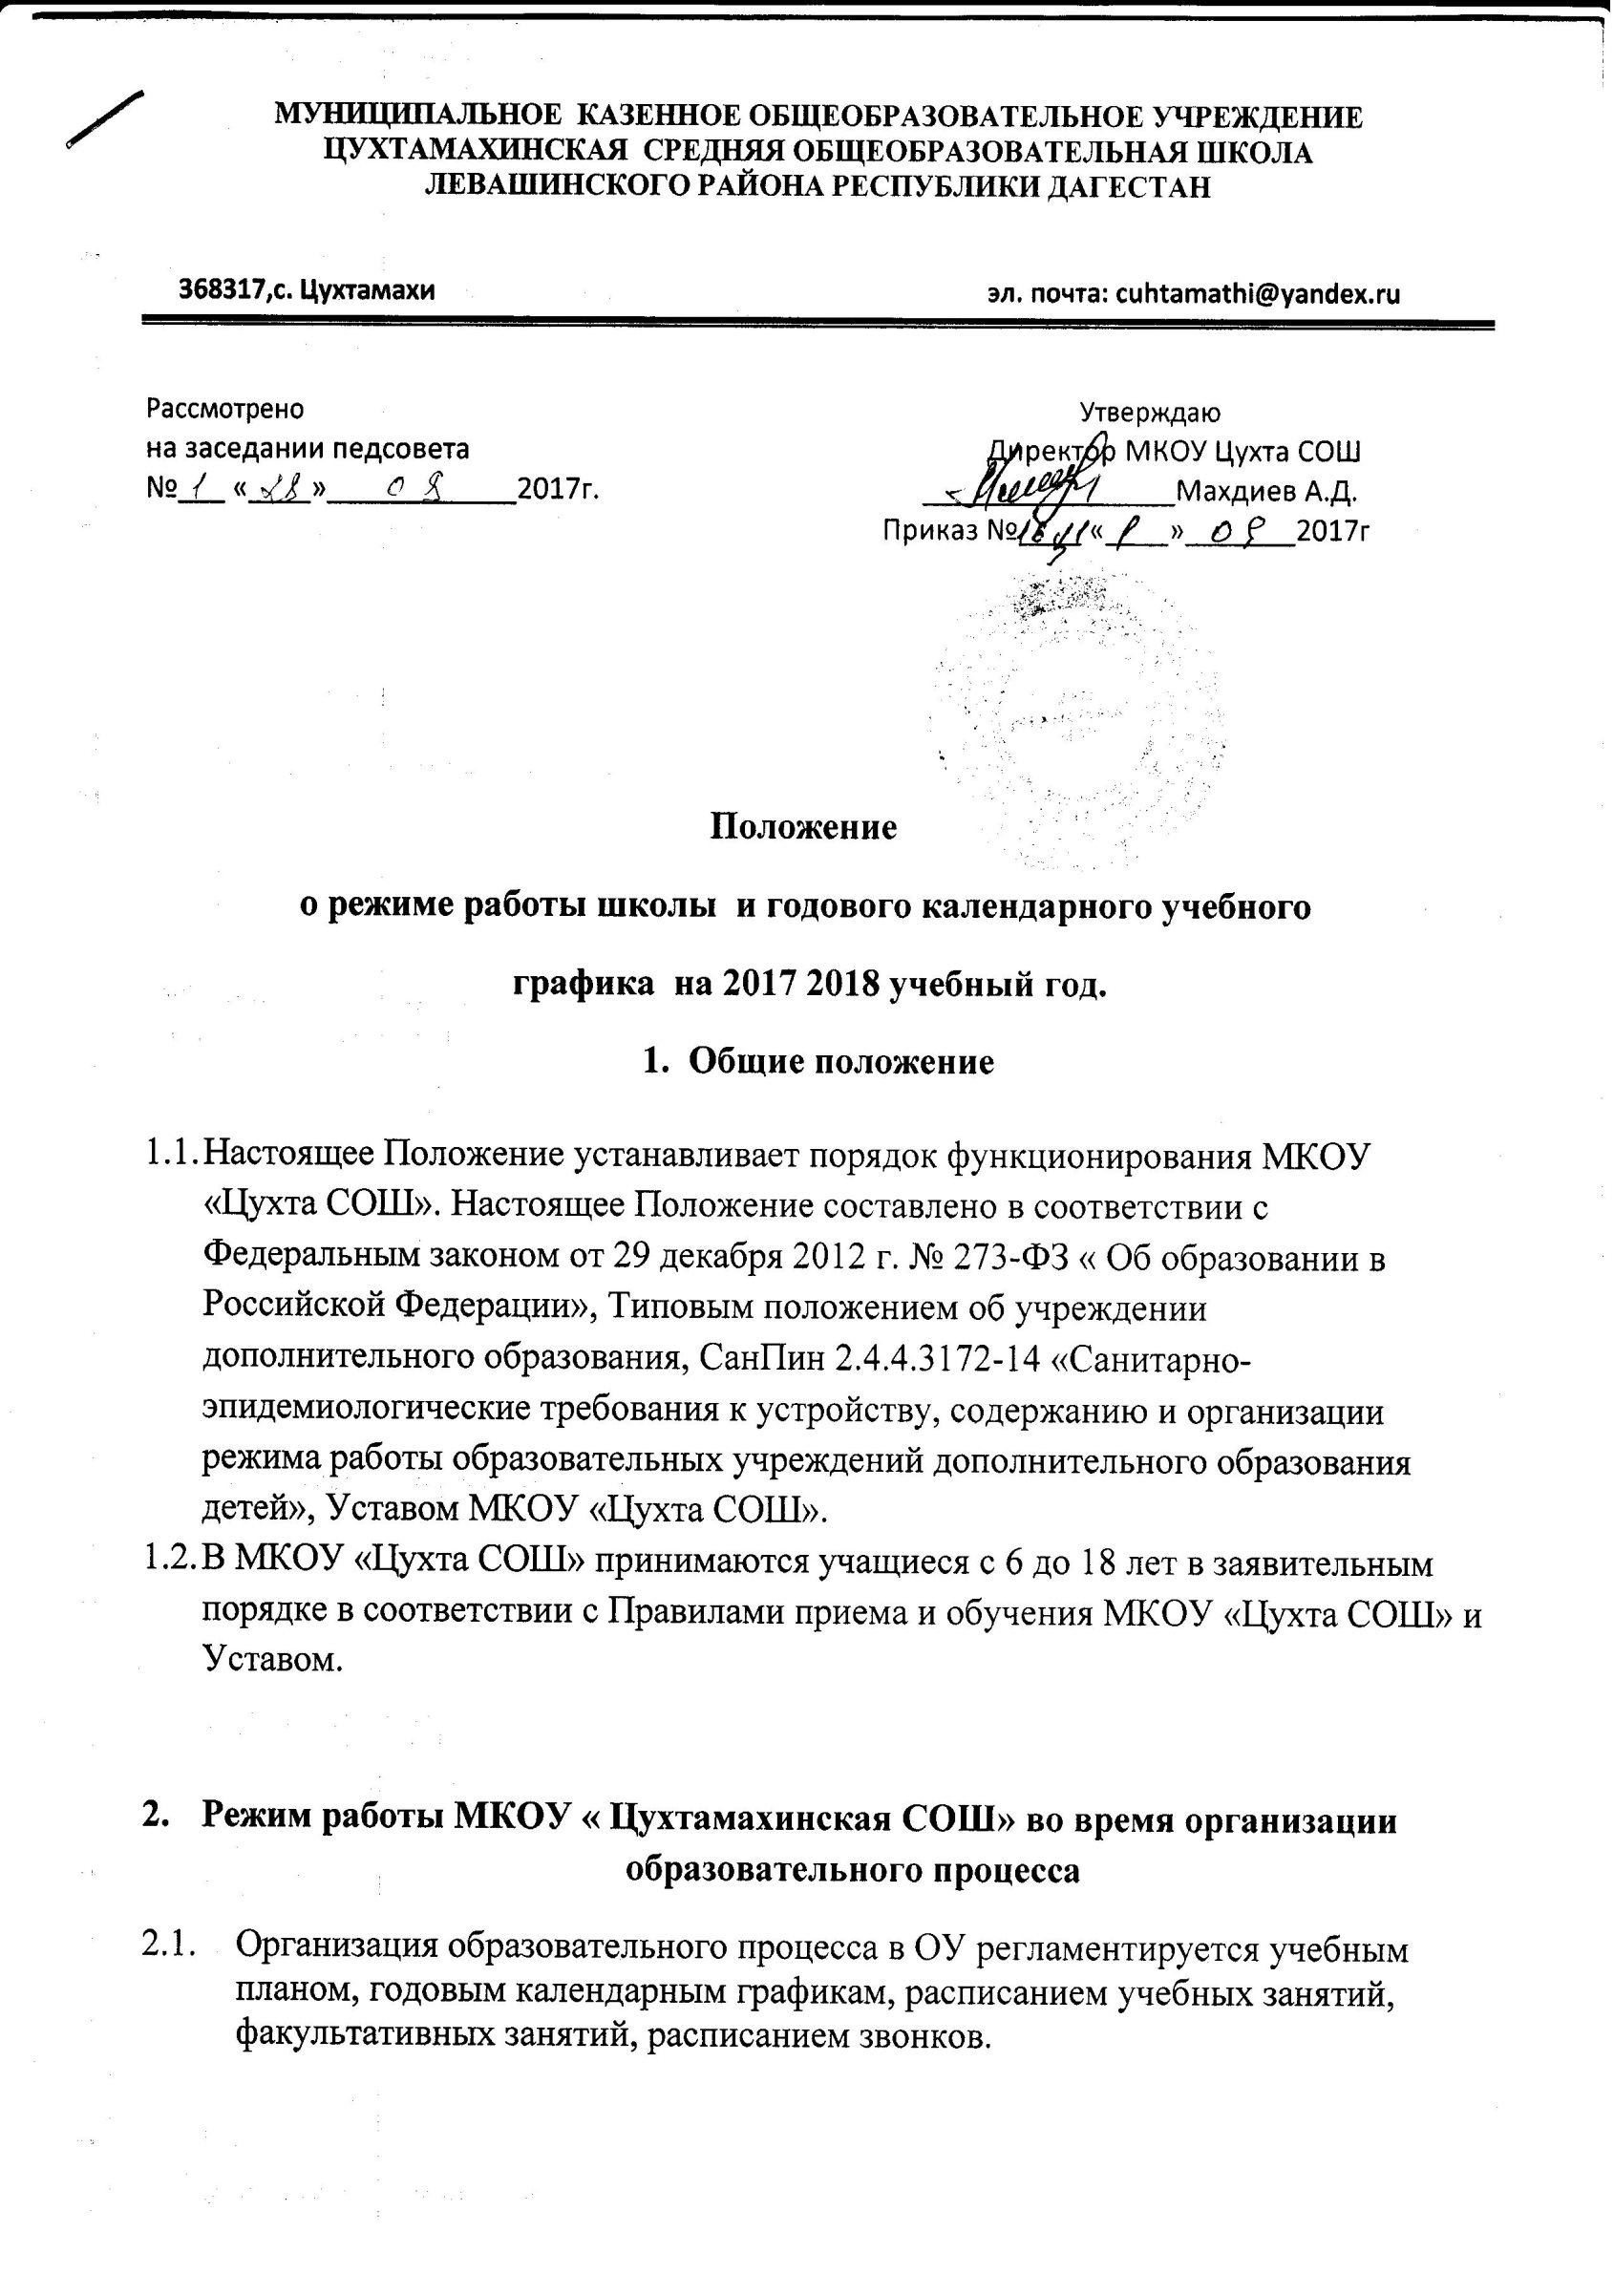 МУНИЦИПАЛЬНОЕ КАЗЕННОЕ ОБЩЕОБРАЗОВАТЕЛЬНОЕ УЧРЕЖДЕНИЕ
ЦУХТАМАХИНСКАЯ СРЕДНЯЯ ОБЩЕОБРАЗОВАТЕЛЬНАЯ ШКОЛА
ЛЕВАШИНСКОГО РАЙОНА РЕСПУБЛИКИ ДАГЕСТАН
368317,с. Цухтамахи
эл. почта: cuhtamathi@yandex.ru
Рассмотрено
на заседании педсовета
№ 1 «28» 08 2017г.
Утверждаю
Директор МКОУ Цухта СОШ
Махдиев А.Д.
Приказ № « » 2017г
Положение
о режиме работы школы и годового календарного учебного
графика на 2017 2018 учебный год.
1. Общие положение
1.1. Настоящее Положение устанавливает порядок функционирования МКОУ
«Цухта СОШ». Настоящее Положение составлено в соответствии с
Федеральным законом от 29 декабря 2012 г. № 273-ФЗ « Об образовании в
Российской Федерации», Типовым положением об учреждении
дополнительного образования, СанПин 2.4.4.3172-14 «Санитарно-
эпидемиологические требования к устройству, содержанию и организации
режима работы образовательных учреждений дополнительного образования
детей», Уставом МКОУ «Цухта СОШ».
1.2. В МКОУ «Цухта СОШ» принимаются учащиеся с 6 до 18 лет в заявительным
порядке в соответствии с Правилами приема и обучения МКОУ «Цухта СОШ» и
Уставом.
2. Режим работы МКОУ « Цухтамахинская СОШ» во время организации
образовательного процесса
2.1. Организация образовательного процесса в ОУ регламентируется учебным
планом, годовым календарным графикам, расписанием учебных занятий,
факультативных занятий, расписанием звонков.